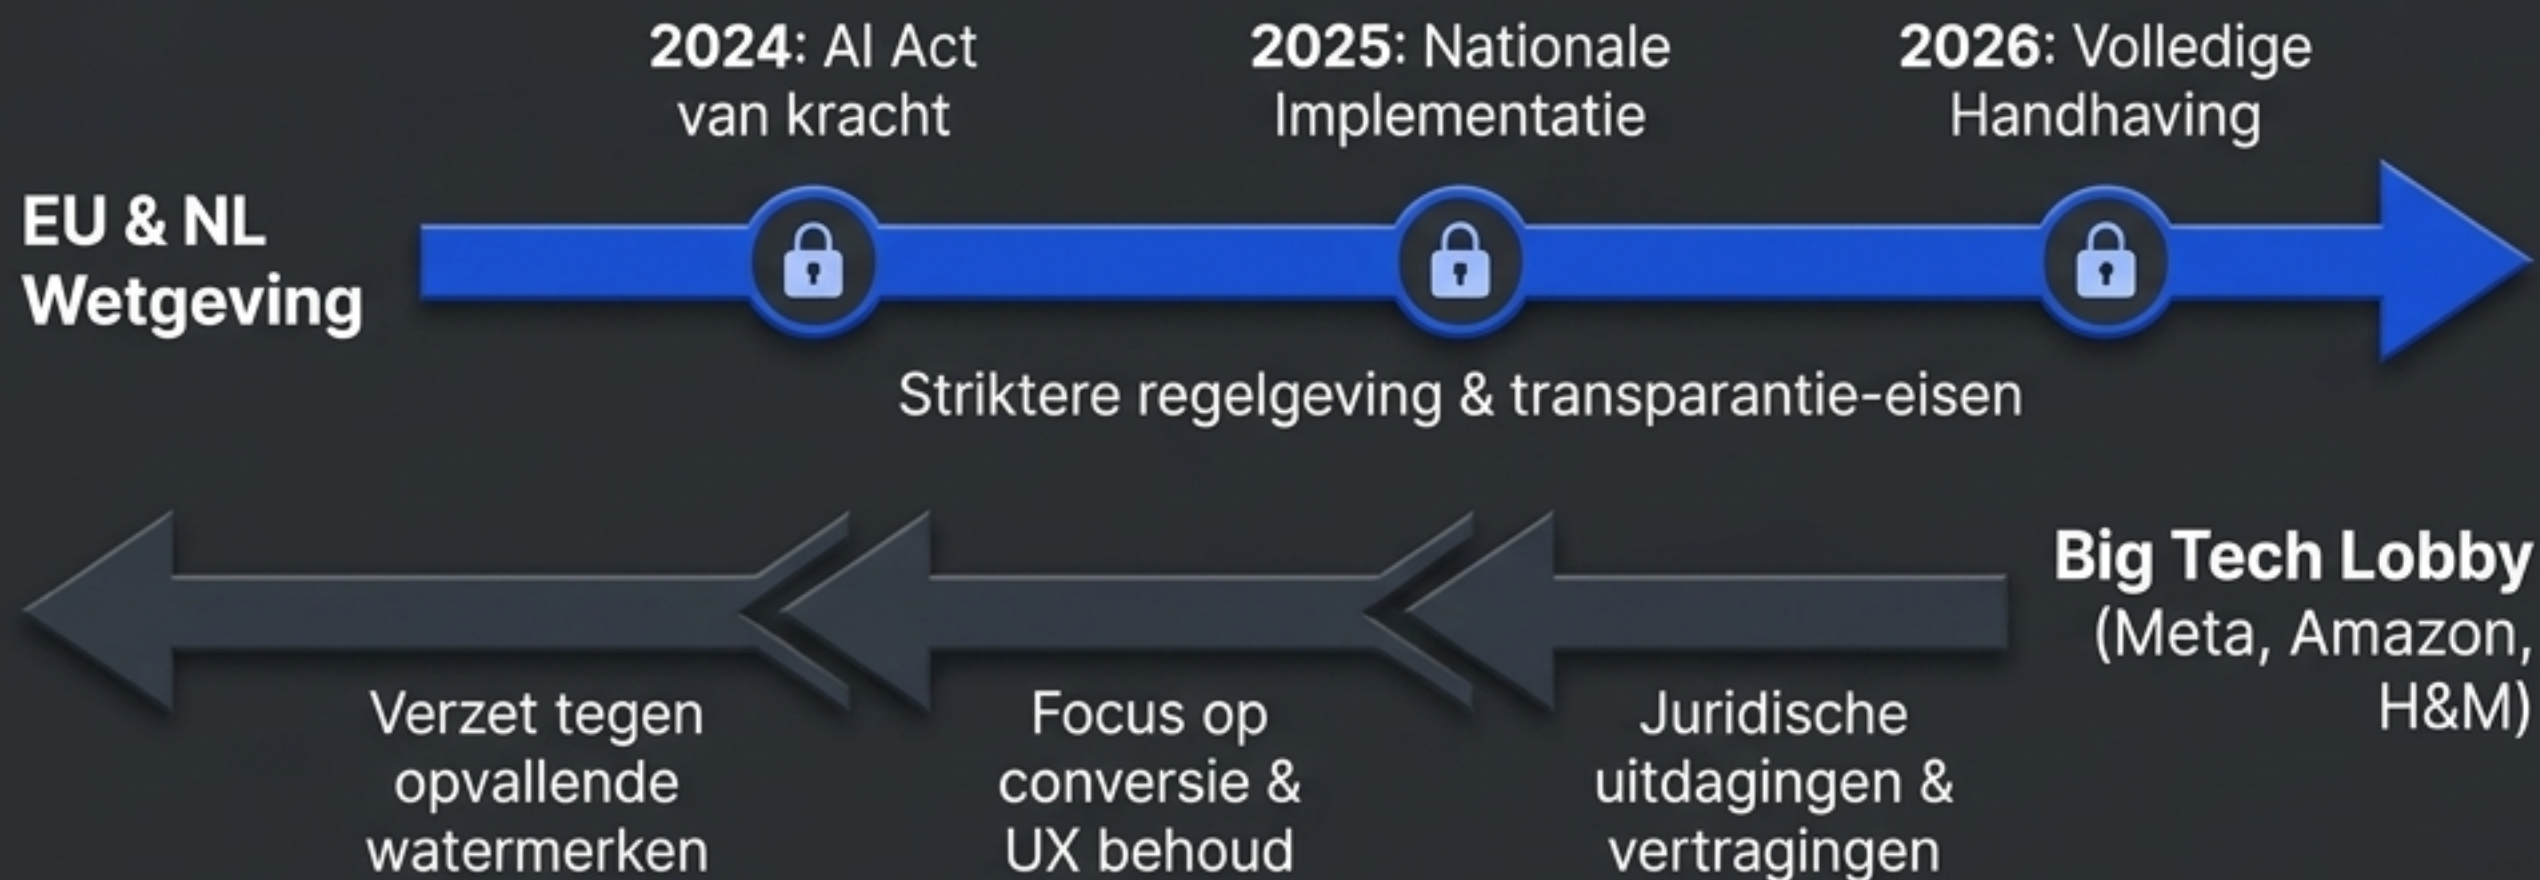 2024: AI Act
van kracht
2025: Nationale
Implementatie
2026: Volledige
Handhaving
EU & NL
Wetgeving
Striktere regelgeving & transparantie-eisen
Big Tech Lobby
(Meta, Amazon,
H&M)
Verzet tegen
opvallende
watermerken
Focus op
conversie &
UX behoud
Juridische
uitdagingen &
vertragingen